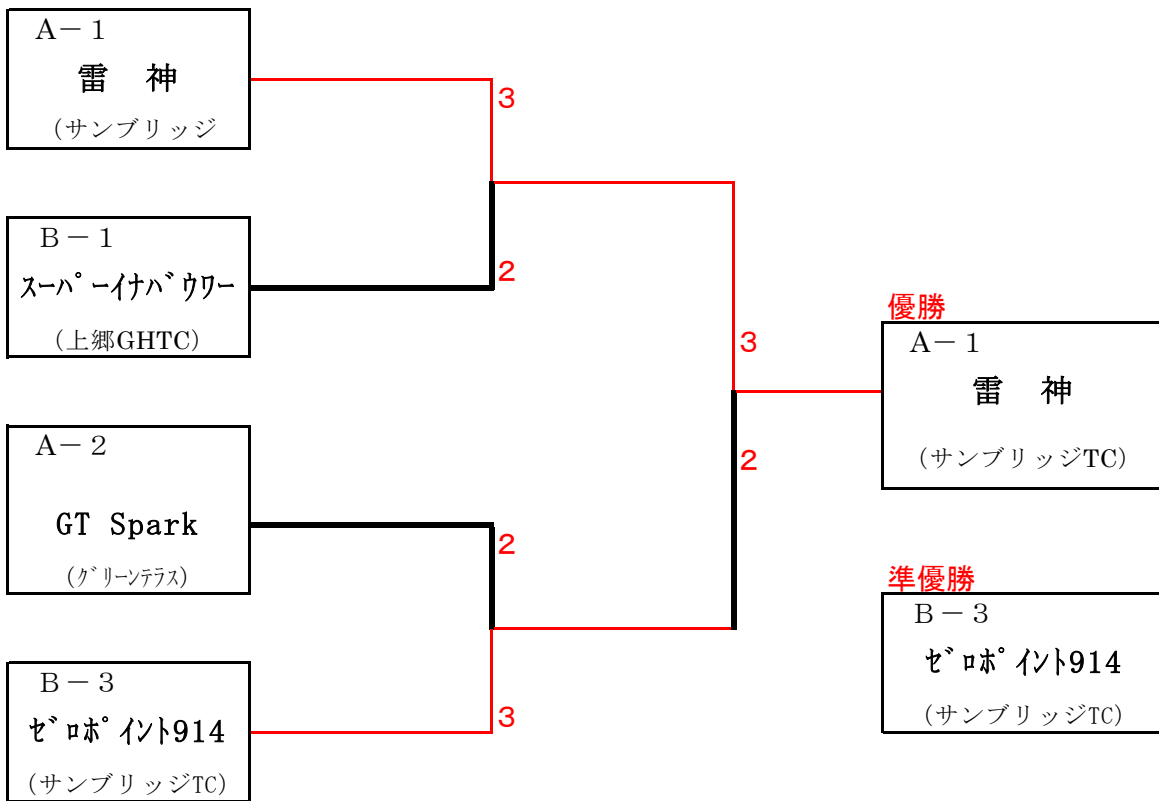 A－1
雷　神
(サンブリッジ
3
B－1
ｽｰﾊﾟｰｲﾅﾊﾞｳﾜｰ
(上郷GHTC)
2
A－2
GT Spark
(ｸﾞﾘｰﾝﾃﾗｽ)
2
B－3
ｾﾞﾛﾎﾟｲﾝﾄ914
(サンブリッジTC)
3
3
2
優勝
A－1
雷　神
(サンブリッジTC)
準優勝
B－3
ｾﾞﾛﾎﾟｲﾝﾄ914
(サンブリッジTC)